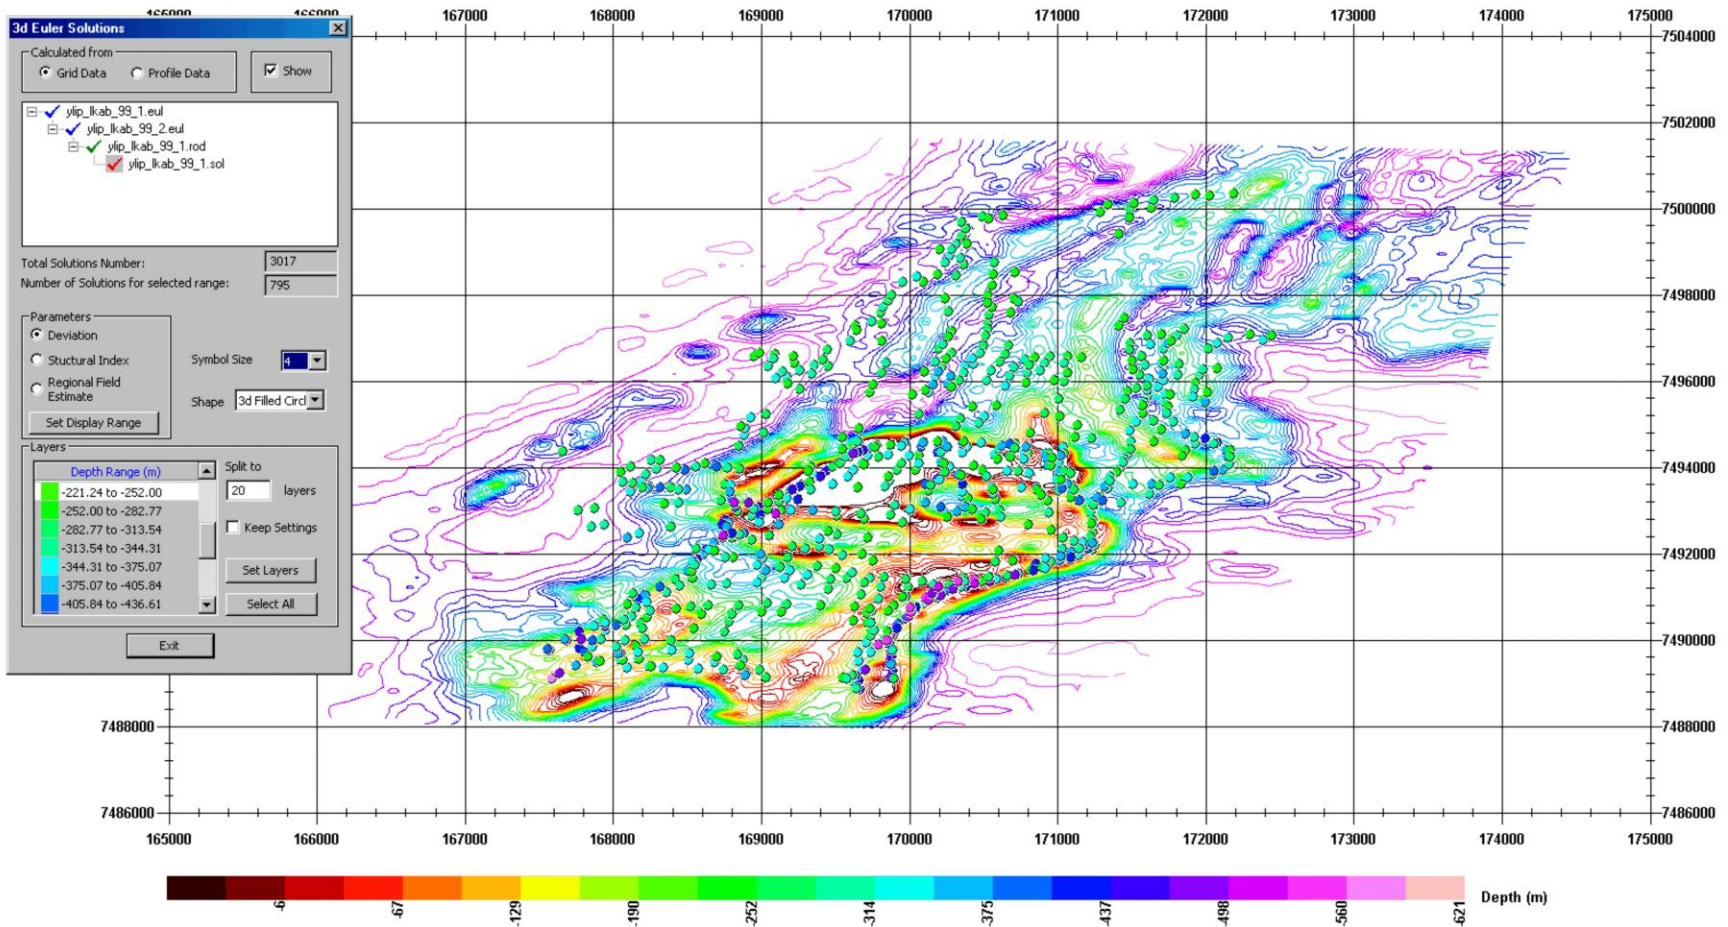 165000 166000 167000 168000 169000 170000 171000 172000 173000 174000 175000
3d Euler Solutions
Calculated from
Grid Data Profile Data Show
ylip_lkab_99_1.eul
ylip_lkab_99_2.eul
ylip_lkab_99_1.rod
ylip_lkab_99_1.sol
Total Solutions Number: 3017
Number of Solutions for selected range: 795
Parameters
Deviation
Stuctural Index
Regional Field
Estimate
Set Display Range
Symbol Size 4
Shape 3d Filled Circl
Layers
Depth Range (m)
-221.24 to -252.00
-252.00 to -282.77
-282.77 to -313.54
-313.54 to -344.31
-344.31 to -375.07
-375.07 to -405.84
-405.84 to -436.61
Split to
20 layers
Keep Settings
Set Layers
Select All
Exit
7504000
7502000
7500000
7498000
7496000
7494000
7492000
7490000
7488000 7488000
7486000 7486000
165000 166000 167000 168000 169000 170000 171000 172000 173000 174000 175000
-6 -67 -129 -190 -252 -314 -375 -437 -498 -560 -621 Depth (m)